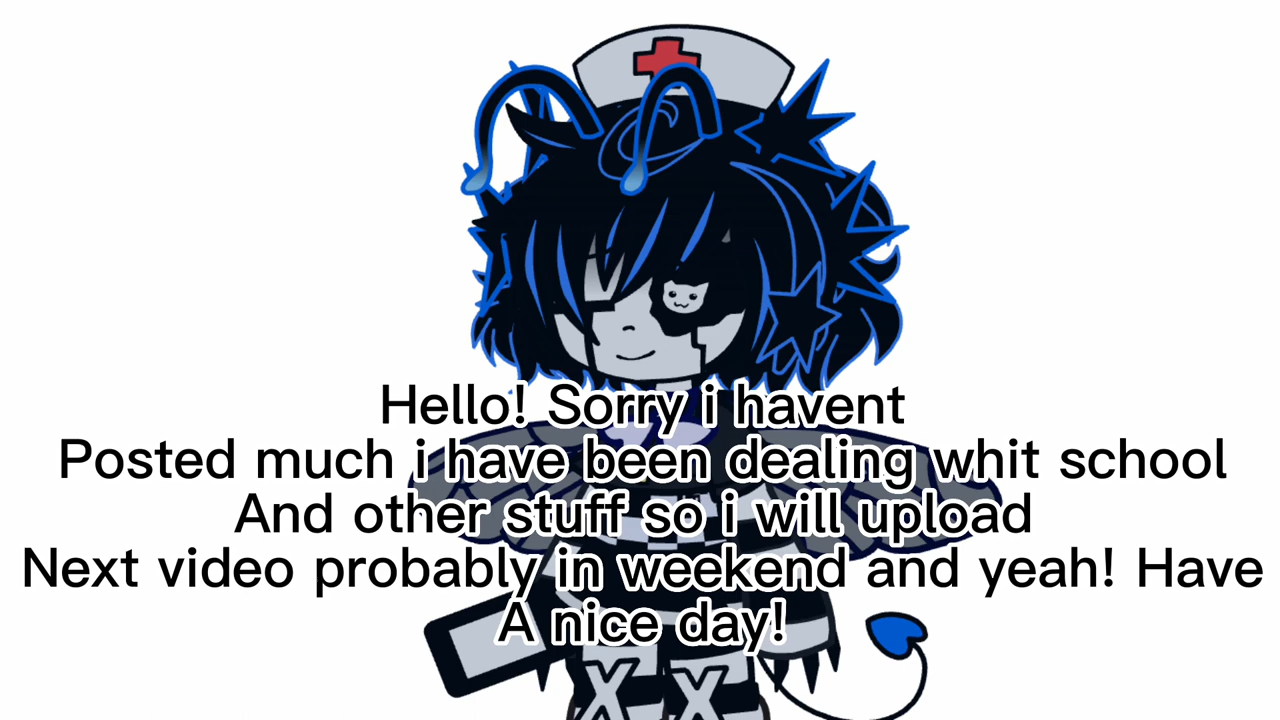 Hello! Sorry i havent
Posted much i have been dealing whit school
And other stuff so i will upload
Next video probably in weekend and yeah! Have
A nice day!